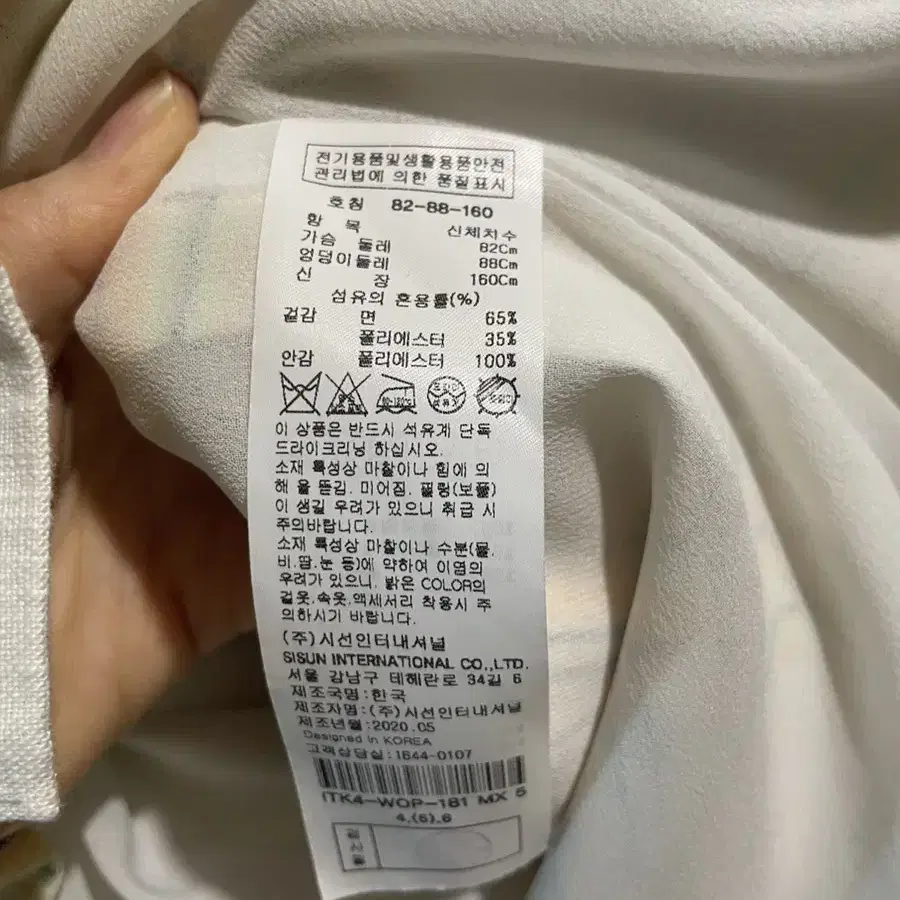 전기용품및생활용품안전
관리법에 의한 품질표시
호칭 82-88-160
항 목 신체치수
가슴 둘레 82Cm
엉덩이둘레 88Cm
신 장 160Cm
섬유의 혼용률(%)
겉감 면 65%
폴리에스터 35%
안감 폴리에스터 100%
이 상품은 반드시 석유계 단독
드라이크리닝 하십시오.
소재 특성상 마찰이나 힘에 의
해 올 뜯김, 미어짐, 필링(보풀)
이 생길 우려가 있으니 취급 시
주의바랍니다.
소재 특성상 마찰이나 수분(물,
비,땀,눈 등)에 약하여 이염의
우려가 있으니, 밝은 COLOR의
겉옷,속옷,액세서리 착용시 주
의하시기 바랍니다.
(주)시선인터내셔널
SISUN INTERNATIONAL CO.,LTD.
서울 강남구 테헤란로 34길 6
제조국명:한국
제조자명:(주)시선인터내셔널
제조년월:2020.05
Designed in KOREA
고객상담실:1644-0107
ITK4-WOP-181 MX 5
4,(5),6